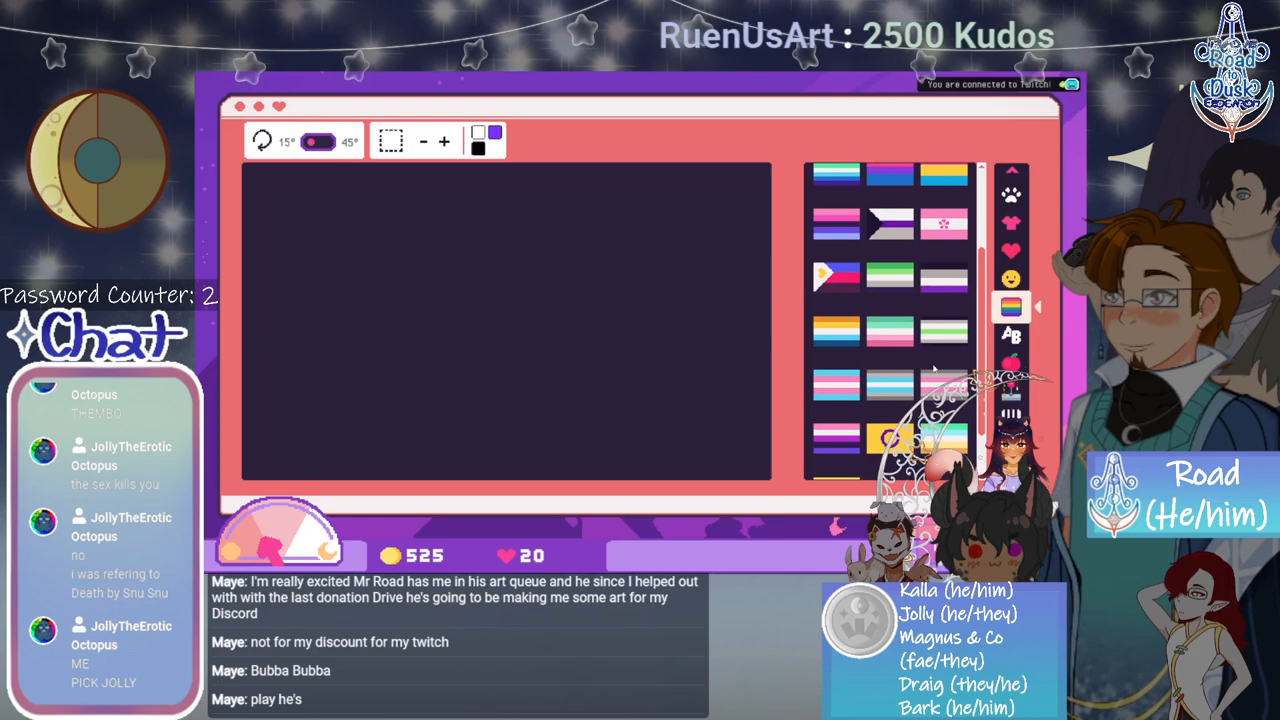 RuenUsArt : 2500 Kudos
Road
to
Dusk
You are connected to Twitch!
15°
45°
- +
AB
Password Counter: 2
Chat
Octopus
THEMBO
JollyTheErotic
Octopus
the sex kills you
JollyTheErotic
Octopus
no
i was refering to
Death by Snu Snu
JollyTheErotic
Octopus
ME
PICK JOLLY
525
20
Maye: I'm really excited Mr Road has me in his art queue and he since I helped out
with with the last donation Drive he's going to be making me some art for my
Discord
Maye: not for my discount for my twitch
Maye: Bubba Bubba
Maye: play he's
Road
(He/him)
Kalla (he/him)
Jolly (he/they)
Magnus & Co
(fae/they)
Draig (they/he)
Bark (he/him)